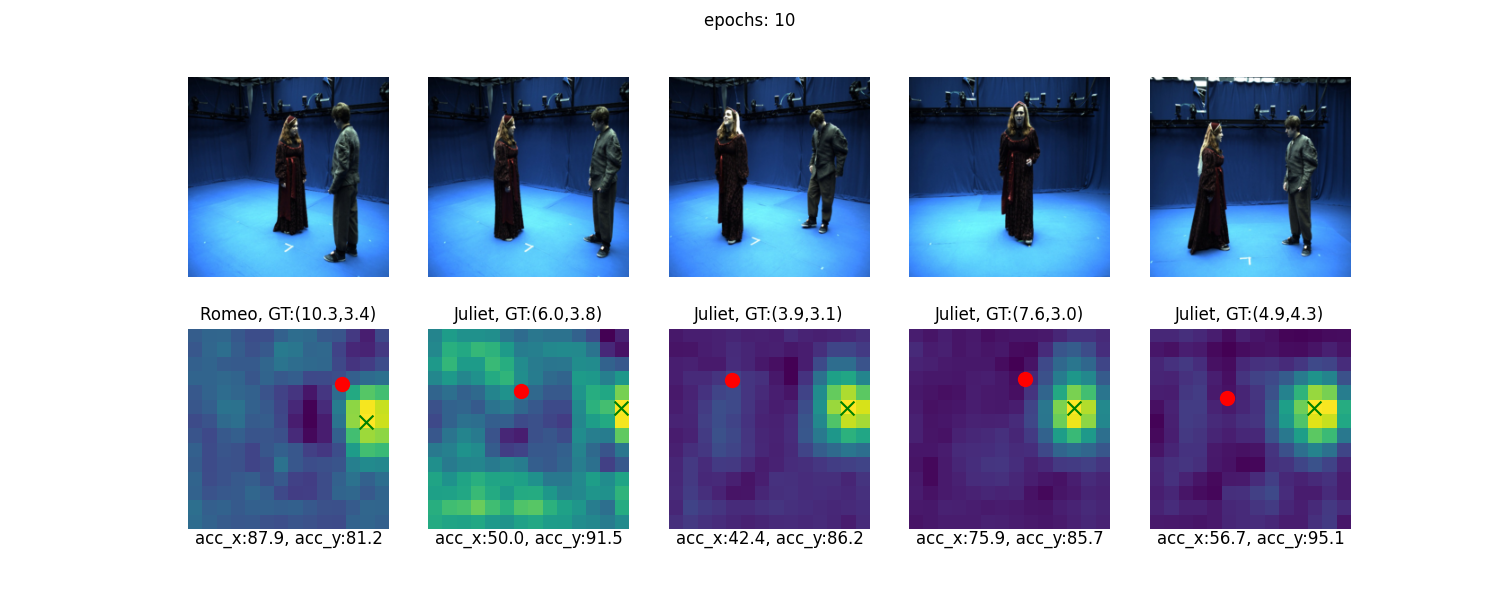 epochs: 10
Romeo, GT:(10.3,3.4)
Juliet, GT:(6.0,3.8)
Juliet, GT:(3.9,3.1)
Juliet, GT:(7.6,3.0)
Juliet, GT:(4.9,4.3)
acc_x:87.9, acc_y:81.2
acc_x:50.0, acc_y:91.5
acc_x:42.4, acc_y:86.2
acc_x:75.9, acc_y:85.7
acc_x:56.7, acc_y:95.1